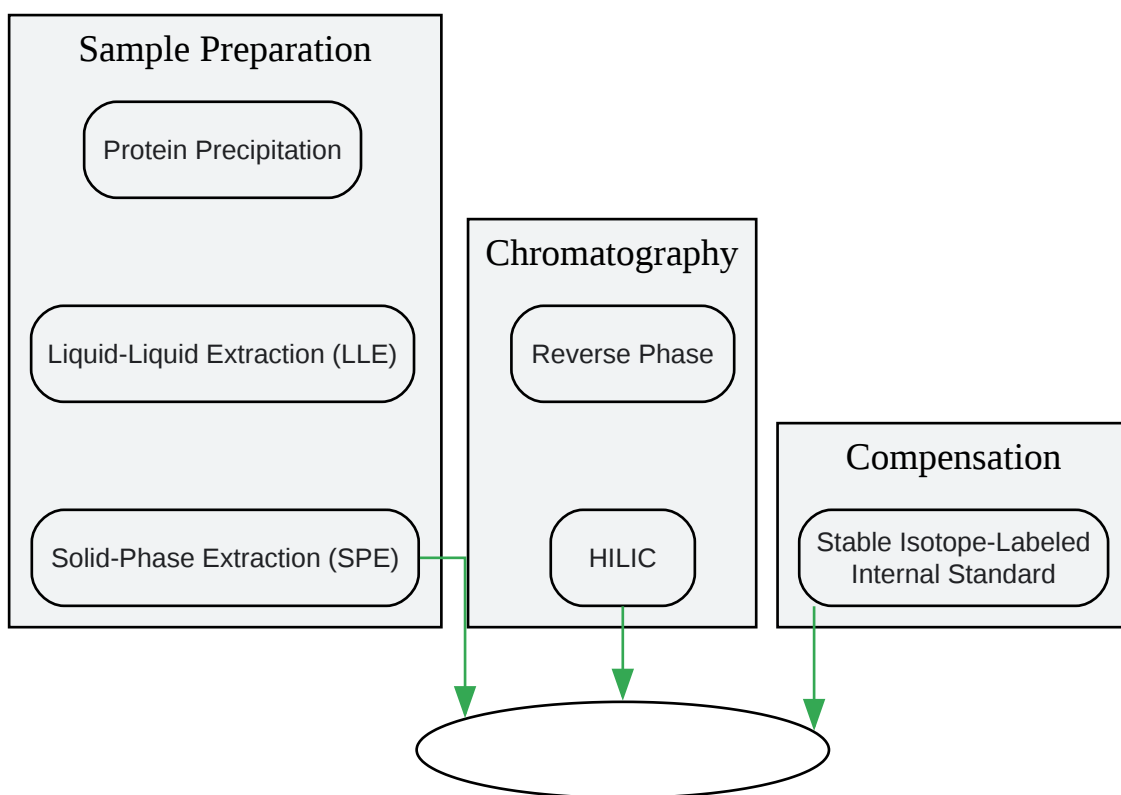 Sample Preparation
Protein Precipitation
Liquid-Liquid Extraction (LLE)
Solid-Phase Extraction (SPE)
Chromatography
Reverse Phase
HILIC
Compensation
Stable Isotope-Labeled
Internal Standard